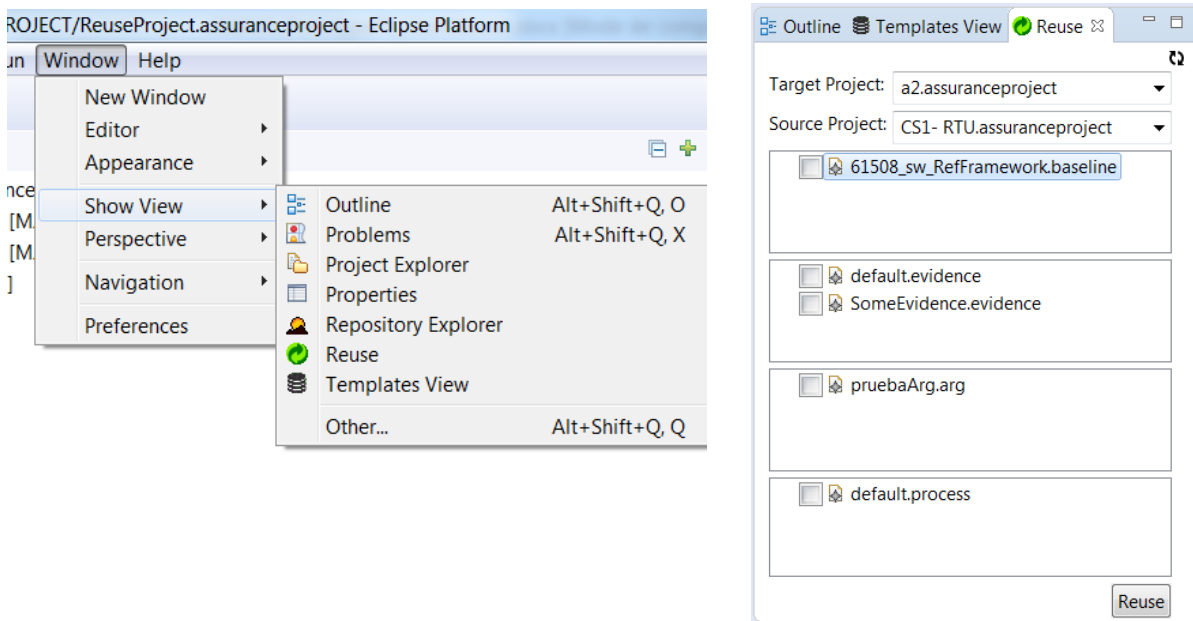 ROJECT/ReuseProject.assuranceproject - Eclipse Platform
un Window Help
New Window
Editor
Appearance
Show View
Perspective
Navigation
Preferences
nce
[M
[M
]
Outline Alt+Shift+Q, O
Problems Alt+Shift+Q, X
Project Explorer
Properties
Repository Explorer
Reuse
Templates View
Other... Alt+Shift+Q, Q
Outline Templates View Reuse
Target Project: a2.assuranceproject
Source Project: CS1- RTU.assuranceproject
61508_sw_RefFramework.baseline
default.evidence
SomeEvidence.evidence
pruebaArg.arg
default.process
Reuse